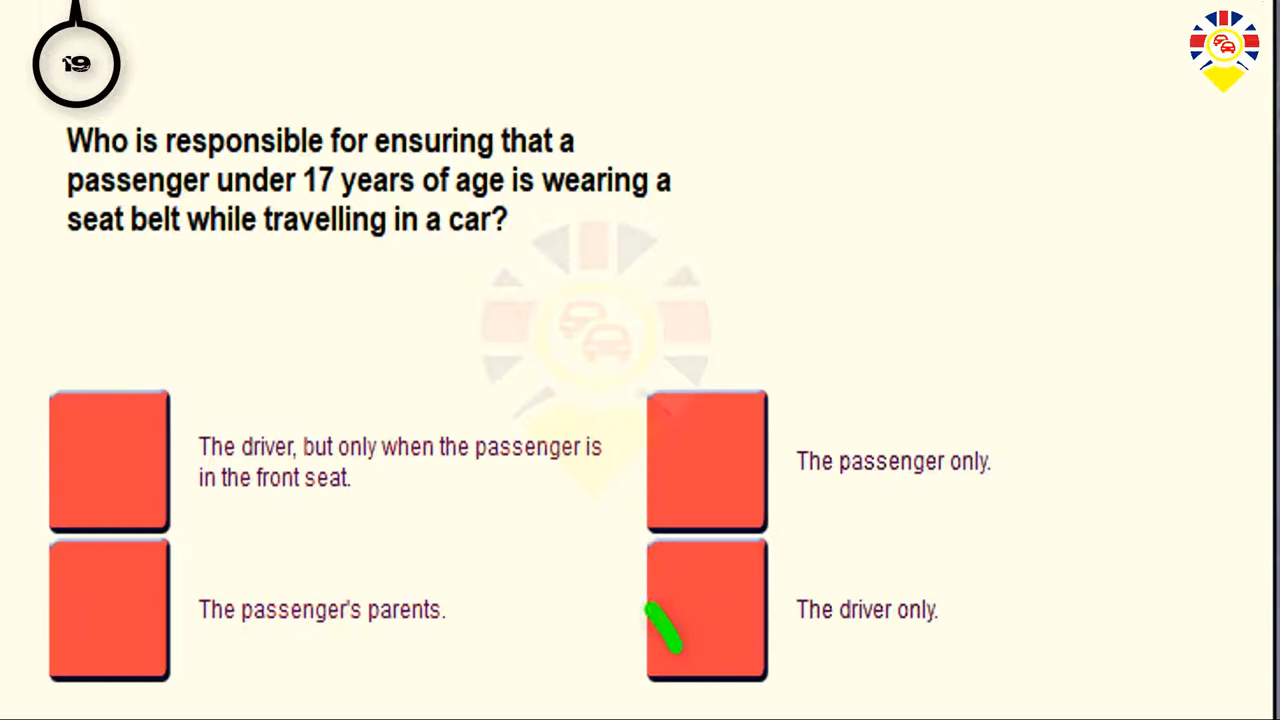 19
Who is responsible for ensuring that a
passenger under 17 years of age is wearing a
seat belt while travelling in a car?
The driver, but only when the passenger is
in the front seat.
The passenger only.
The passenger's parents.
The driver only.